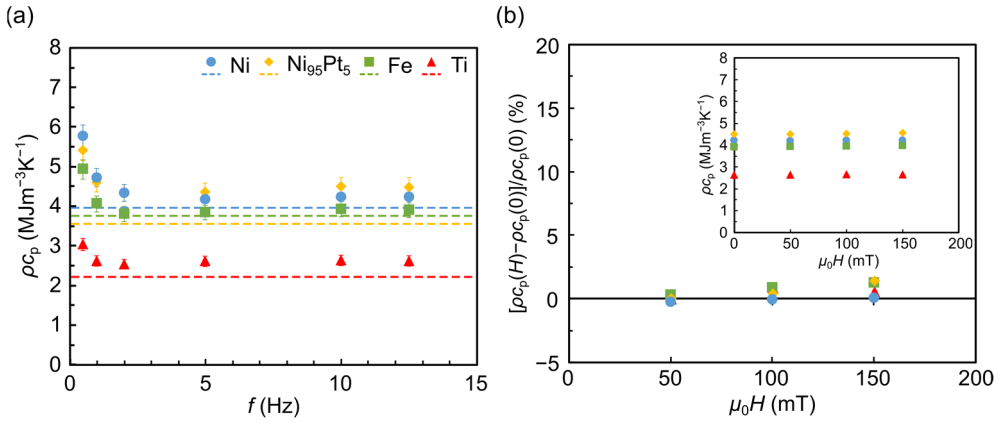 (a)
8
7
6
5
4
3
2
1
0
ρcp (MJm⁻³K⁻¹)
Ni Ni₉₅Pt₅ Fe Ti
0 5 10 15
f (Hz)
(b)
20
15
10
5
0
−5
[ρcp(H)−ρcp(0)]/ρcp(0) (%)
0 50 100 150 200
μ₀H (mT)
8
7
6
5
4
3
2
1
0
ρcp (MJm⁻³K⁻¹)
0 50 100 150 200
μ₀H (mT)